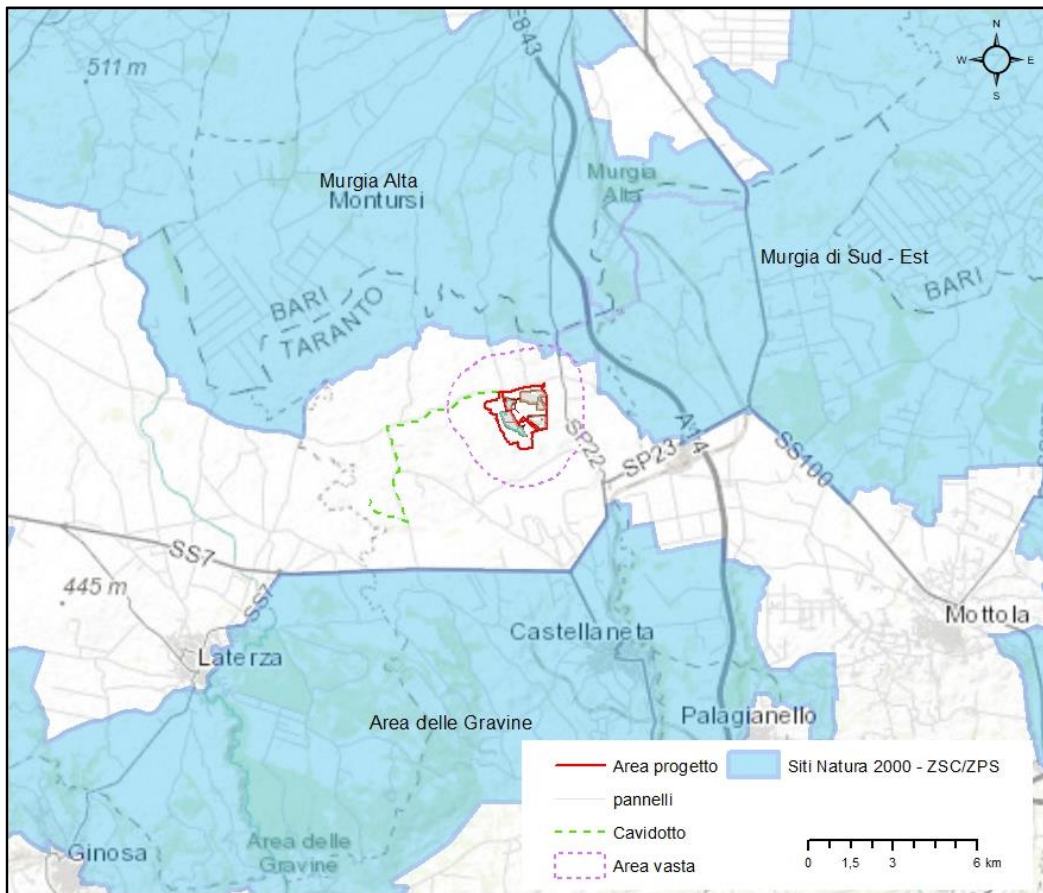 N
W E
S
511 m
E843
Murgia Alta
Montursi
Murgia
Alta
Murgia di Sud - Est
BARI
TARANTO
BARI
SP22
SP23
A14
SS100
SS7
445 m
SS7
Laterza
Castellaneta
Mottola
Area delle Gravine
Palagianello
Area delle
Gravine
Ginosa
Area progetto
Siti Natura 2000 - ZSC/ZPS
pannelli
Cavidotto
Area vasta
0 1,5 3 6 km